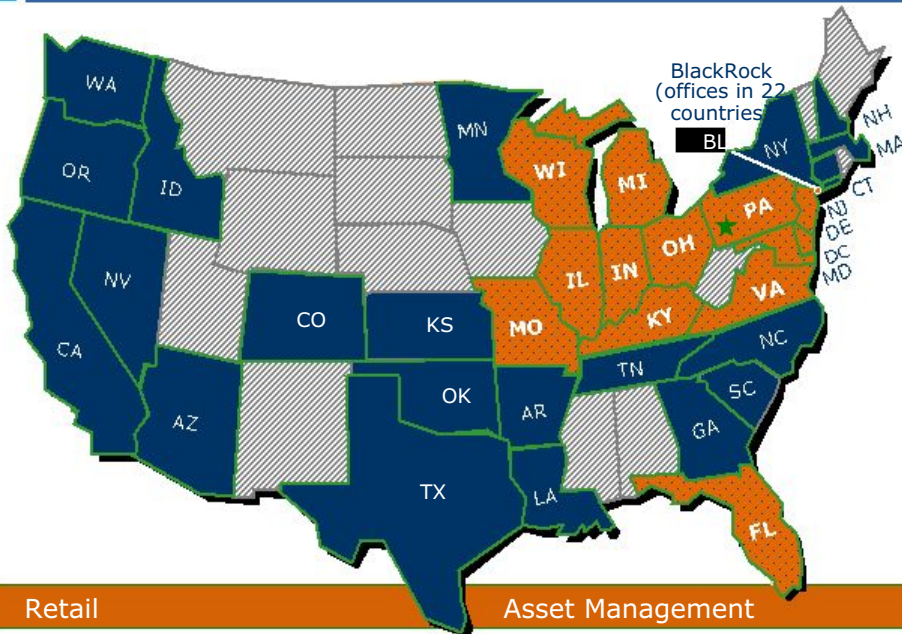 BlackRock
(offices in 22
countries
BL
WA
OR
ID
MN
WI
MI
NY
NH
MA
CT
NJ
DE
DC
MD
PA
NV
CA
CO
KS
MO
IL
IN
OH
KY
VA
AZ
OK
AR
TN
NC
SC
GA
TX
LA
FL
Retail
Asset Management